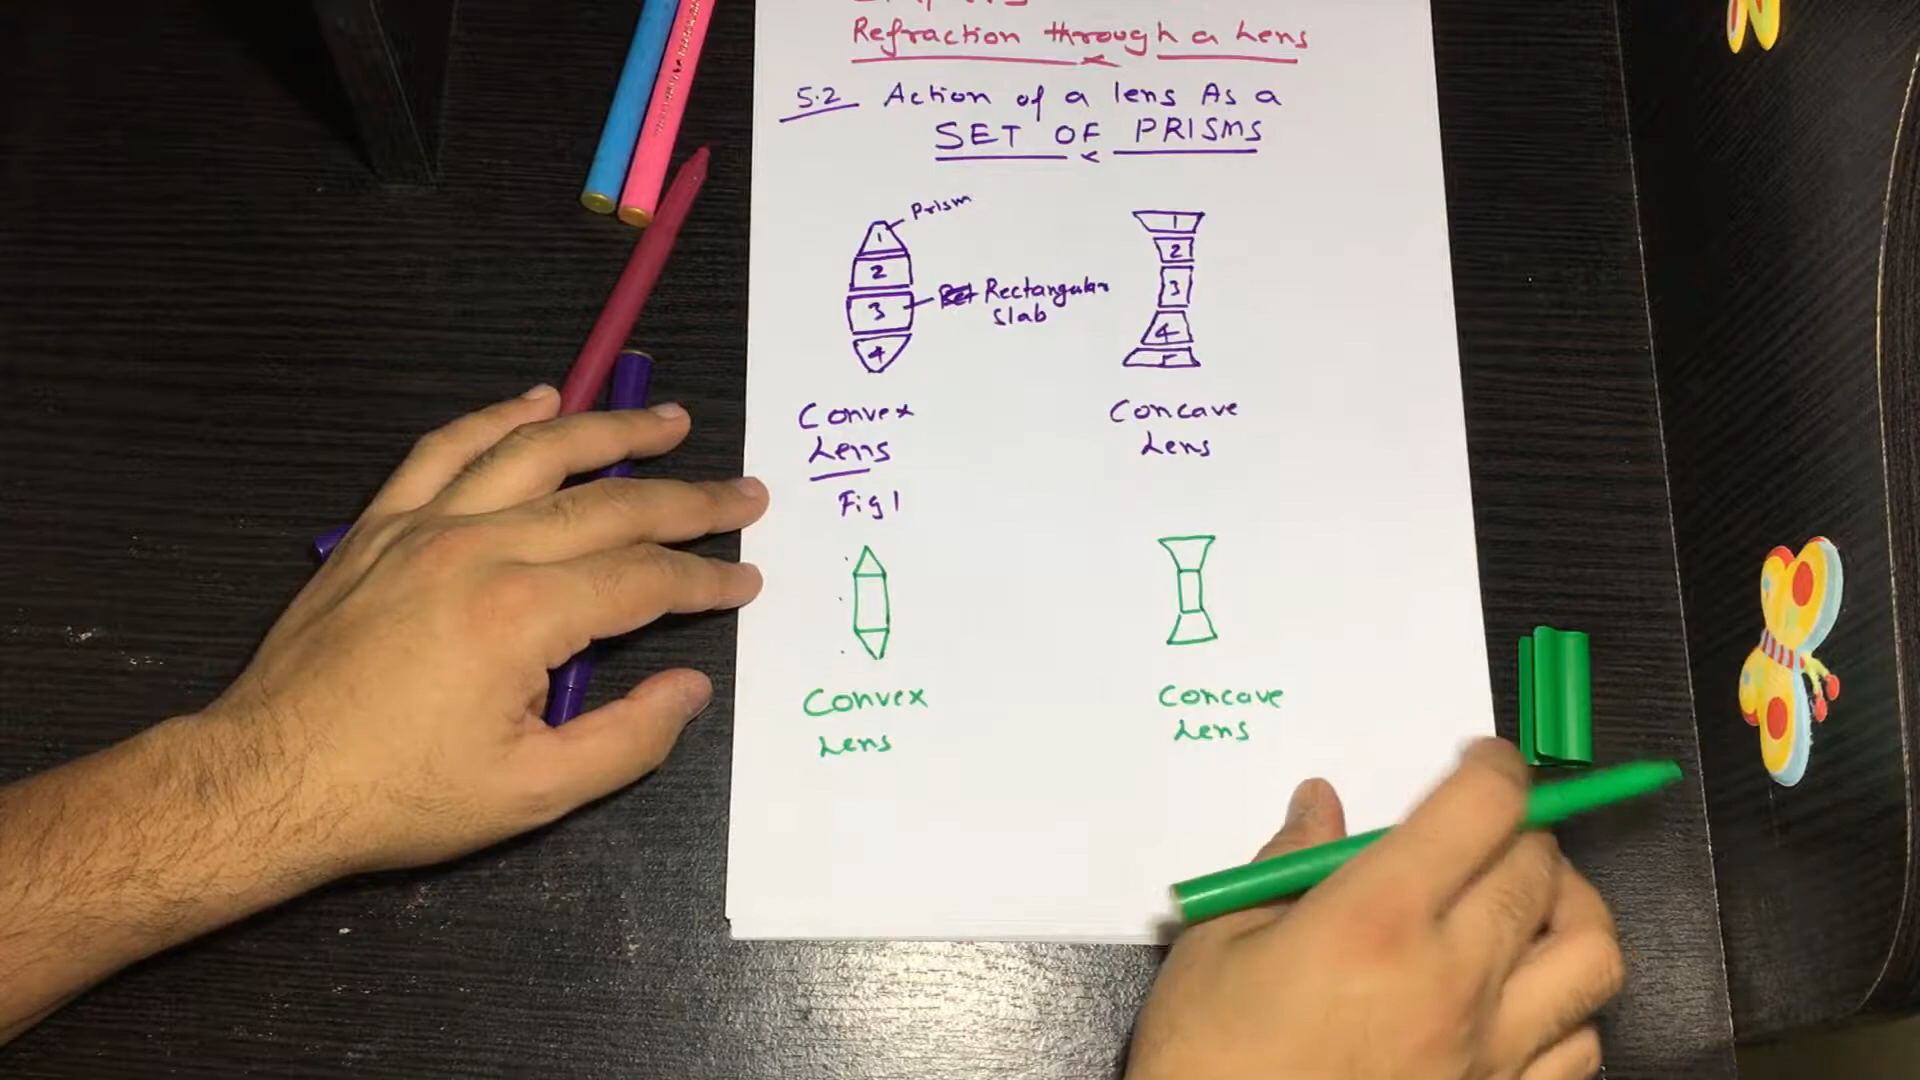 Refraction through a Lens
5.2 Action of a lens As a
SET OF PRISMS
Prism
1
2
3
4
Rectangular
Slab
1
2
3
4
5
Convex
Lens
Concave
Lens
Fig 1
Convex
Lens
Concave
Lens